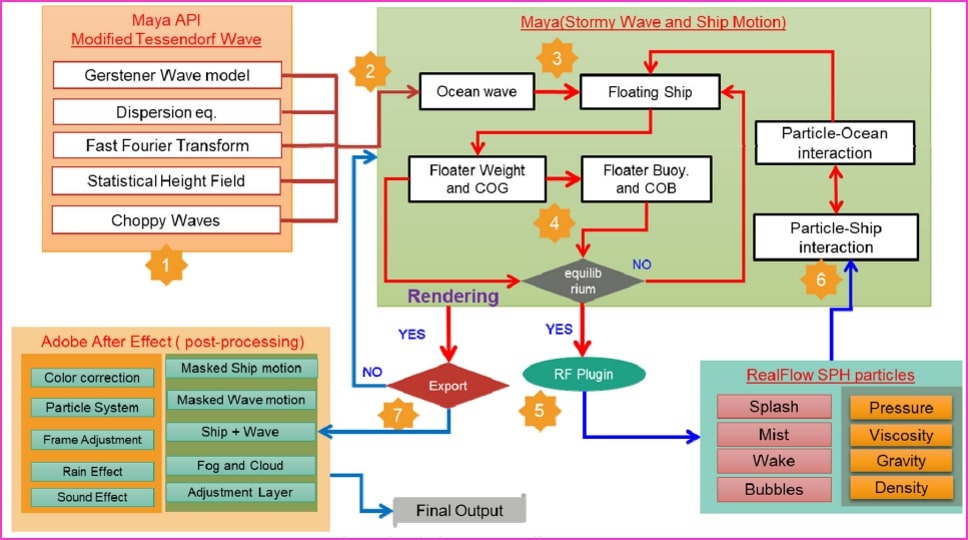 Maya API
Modified Tessendorf Wave
Gerstener Wave model
Dispersion eq.
Fast Fourier Transform
Statistical Height Field
Choppy Waves
1
2
Maya(Stormy Wave and Ship Motion)
3
Ocean wave
Floating Ship
Particle-Ocean
interaction
Floater Weight
and COG
Floater Buoy.
and COB
4
Particle-Ship
interaction
equilib
rium
NO
6
Rendering
YES
YES
NO
Export
7
RF Plugin
5
Adobe After Effect ( post-processing)
Color correction
Particle System
Frame Adjustment
Rain Effect
Sound Effect
Masked Ship motion
Masked Wave motion
Ship + Wave
Fog and Cloud
Adjustment Layer
Final Output
RealFlow SPH particles
Splash
Mist
Wake
Bubbles
Pressure
Viscosity
Gravity
Density